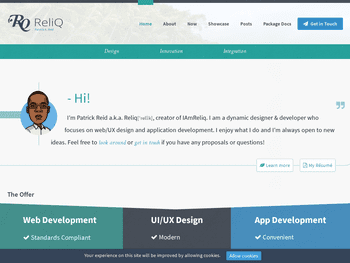 RQ ReliQ
Home About Now Showcase Posts Package Docs Get in Touch
Design Innovation Integration
- Hi!
I'm Patrick Reid a.k.a. Reliq(/'relik/), creator of IAmReliq. I am a dynamic designer & developer who
focuses on web/UX design and application development. I enjoy what I do and I'm always open to new
ideas. Feel free to look around or get in touch if you have any proposals or questions!
Learn more My Résumé
The Offer
Web Development UI/UX Design App Development
Standards Compliant Modern Convenient
Your experience on this site will be improved by allowing cookies. Allow cookies